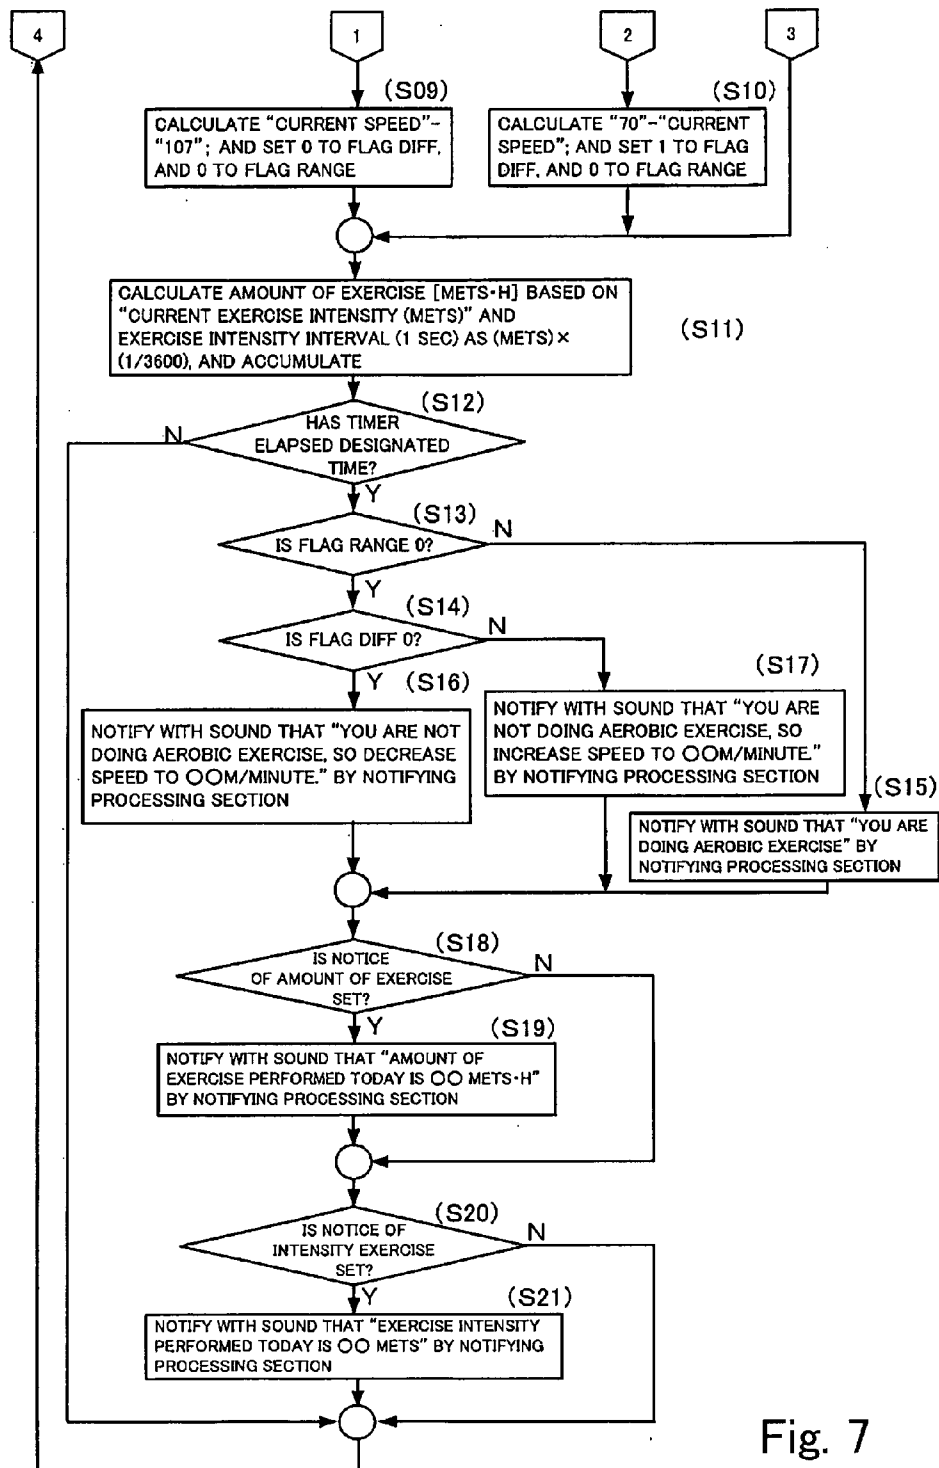 4
1
2
3
(S09)
CALCULATE "CURRENT SPEED"-
"107"; AND SET 0 TO FLAG DIFF,
AND 0 TO FLAG RANGE
(S10)
CALCULATE "70"-"CURRENT
SPEED"; AND SET 1 TO FLAG
DIFF, AND 0 TO FLAG RANGE
CALCULATE AMOUNT OF EXERCISE [METS·H] BASED ON
"CURRENT EXERCISE INTENSITY (METS)" AND
EXERCISE INTENSITY INTERVAL (1 SEC) AS (METS)×
(1/3600), AND ACCUMULATE
(S11)
(S12)
HAS TIMER
ELAPSED DESIGNATED
TIME?
N
Y
(S13)
IS FLAG RANGE 0?
N
Y
(S14)
IS FLAG DIFF 0?
N
Y
(S16)
NOTIFY WITH SOUND THAT "YOU ARE NOT
DOING AEROBIC EXERCISE, SO DECREASE
SPEED TO ○○M/MINUTE." BY NOTIFYING
PROCESSING SECTION
(S17)
NOTIFY WITH SOUND THAT "YOU ARE
NOT DOING AEROBIC EXERCISE, SO
INCREASE SPEED TO ○○M/MINUTE."
BY NOTIFYING PROCESSING SECTION
(S15)
NOTIFY WITH SOUND THAT "YOU ARE
DOING AEROBIC EXERCISE" BY
NOTIFYING PROCESSING SECTION
(S18)
IS NOTICE
OF AMOUNT OF EXERCISE
SET?
N
Y
(S19)
NOTIFY WITH SOUND THAT "AMOUNT OF
EXERCISE PERFORMED TODAY IS ○○ METS·H"
BY NOTIFYING PROCESSING SECTION
(S20)
IS NOTICE OF
INTENSITY EXERCISE
SET?
N
Y
(S21)
NOTIFY WITH SOUND THAT "EXERCISE INTENSITY
PERFORMED TODAY IS ○○ METS" BY NOTIFYING
PROCESSING SECTION
Fig. 7